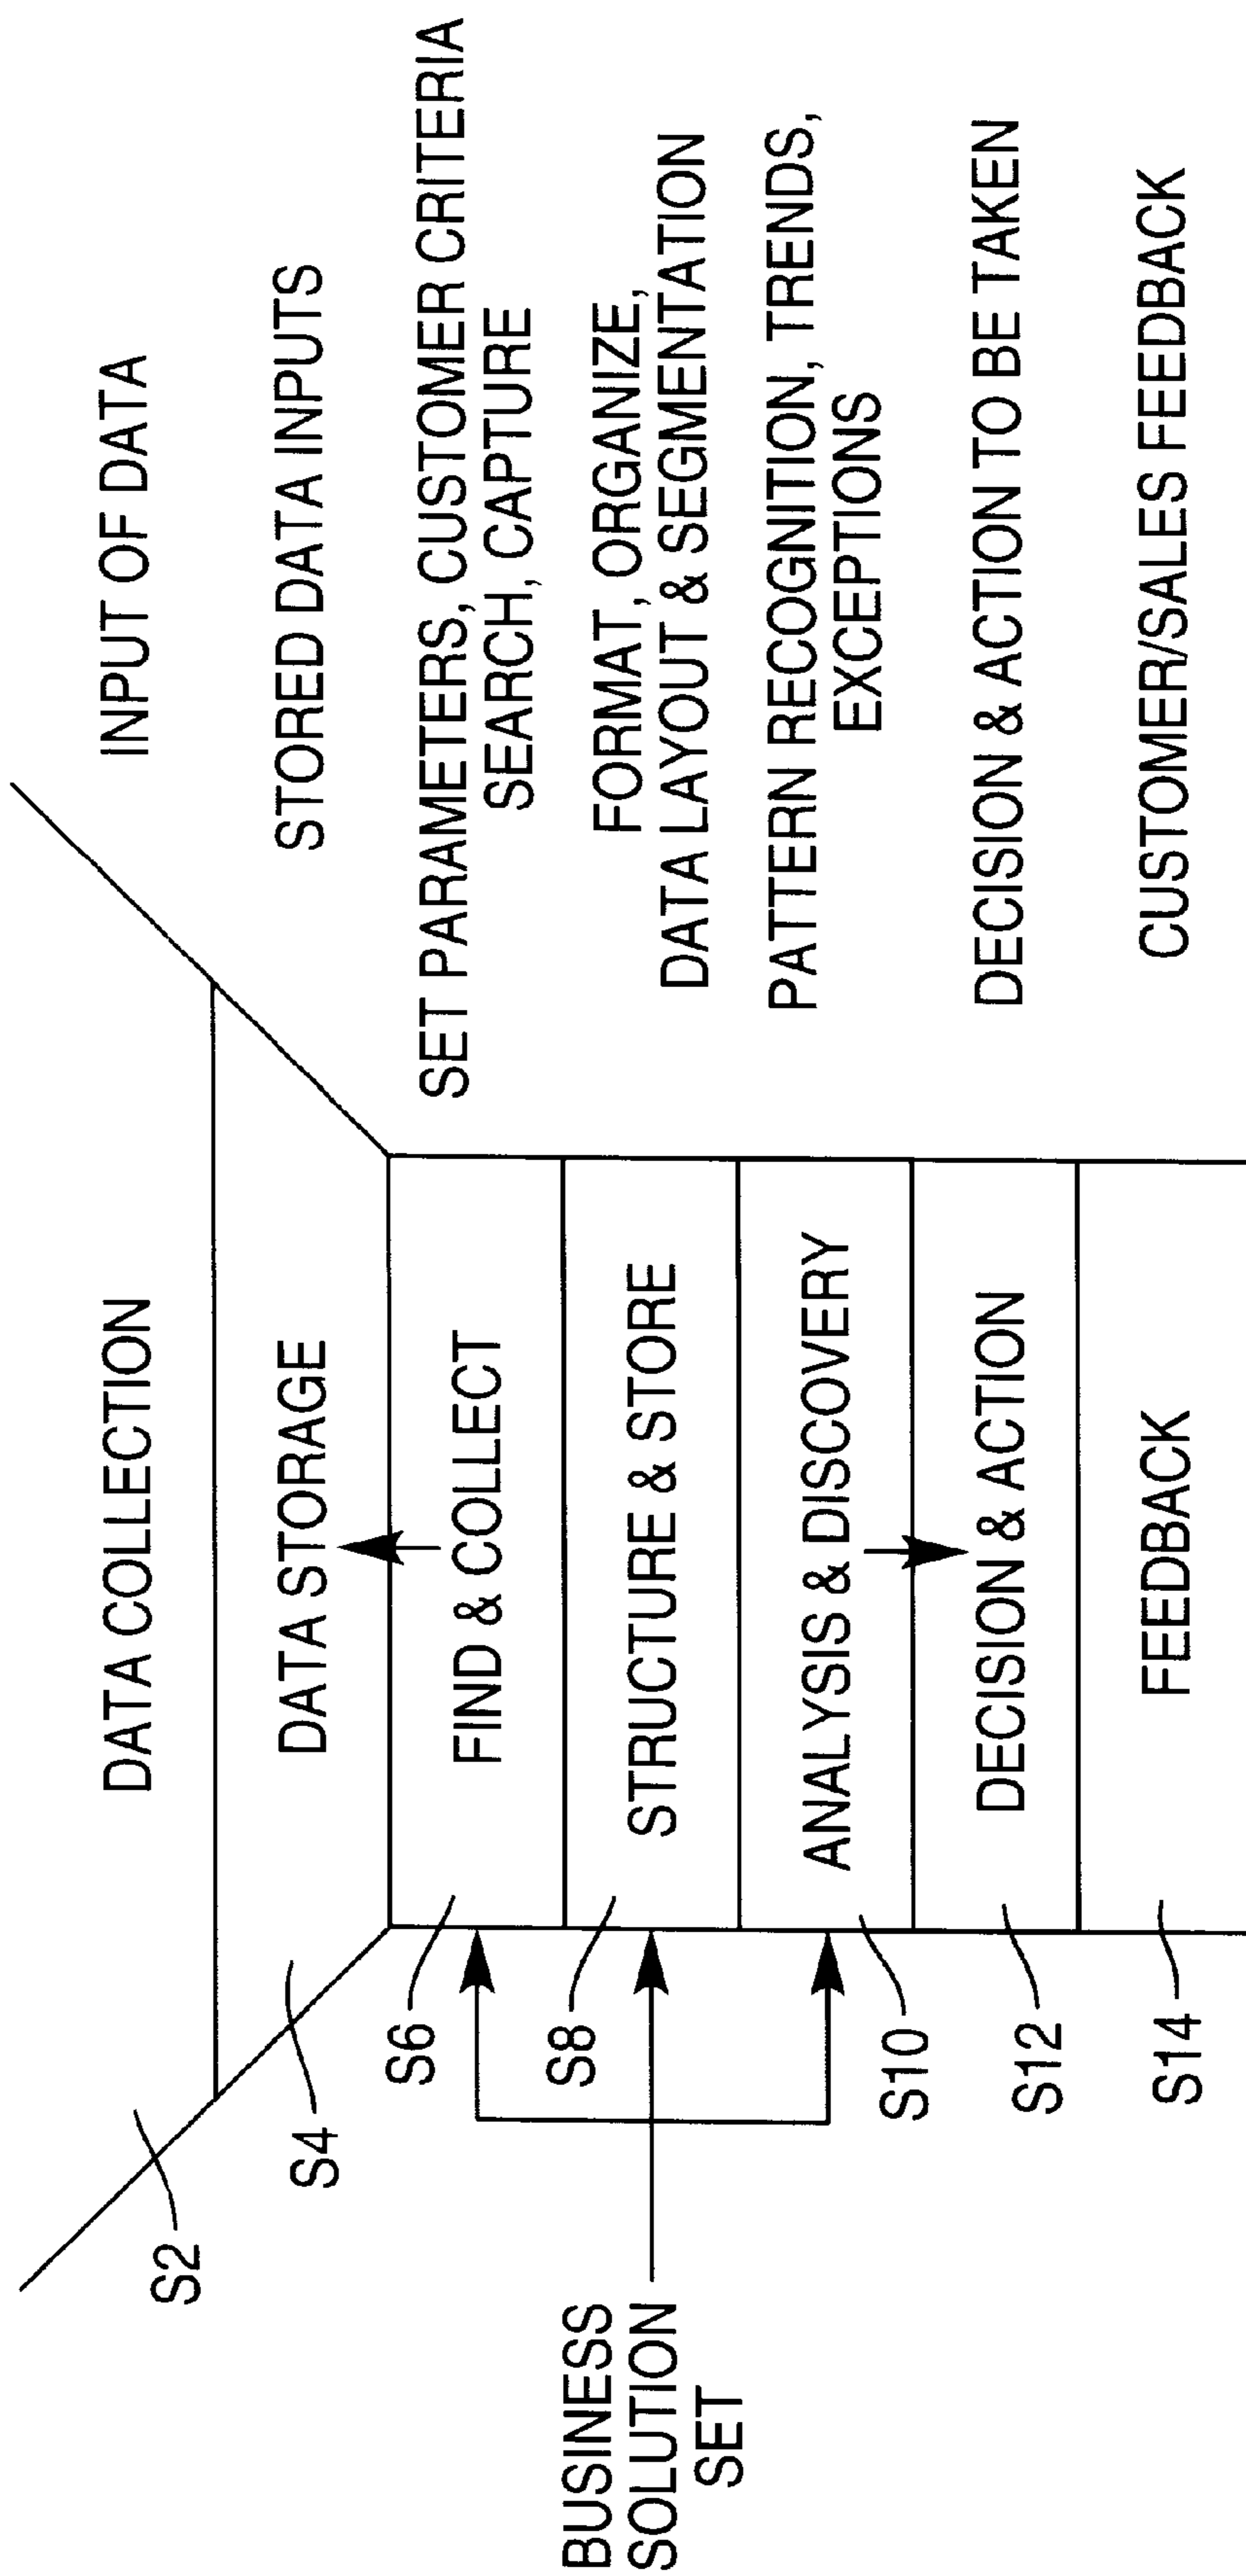 DATA COLLECTION
INPUT OF DATA
S2
DATA STORAGE
STORED DATA INPUTS
S4
FIND & COLLECT
SET PARAMETERS, CUSTOMER CRITERIA
SEARCH, CAPTURE
S6
STRUCTURE & STORE
FORMAT, ORGANIZE,
DATA LAYOUT & SEGMENTATION
S8
BUSINESS
SOLUTION
SET
ANALYSIS & DISCOVERY
PATTERN RECOGNITION, TRENDS,
EXCEPTIONS
S10
DECISION & ACTION
DECISION & ACTION TO BE TAKEN
S12
FEEDBACK
CUSTOMER/SALES FEEDBACK
S14